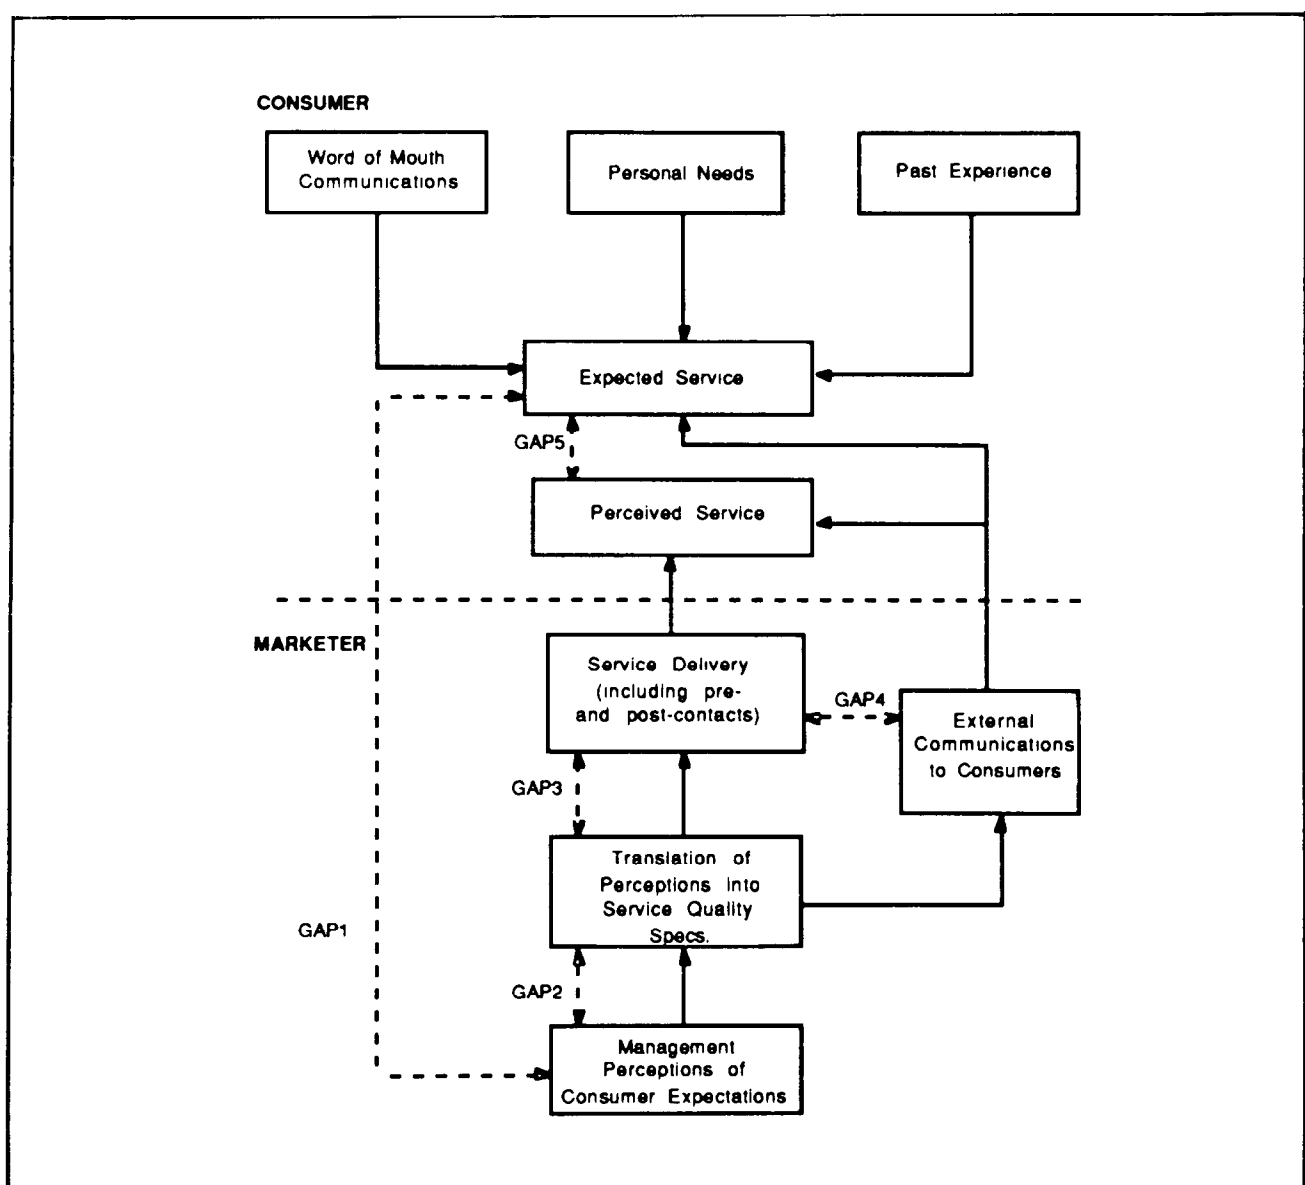 CONSUMER
Word of Mouth
Communications
Personal Needs
Past Experience
Expected Service
GAP5
Perceived Service
MARKETER
Service Delivery
(including pre-
and post-contacts)
GAP4
External
Communications
to Consumers
GAP3
Translation of
Perceptions into
Service Quality
Specs.
GAP1
GAP2
Management
Perceptions of
Consumer Expectations